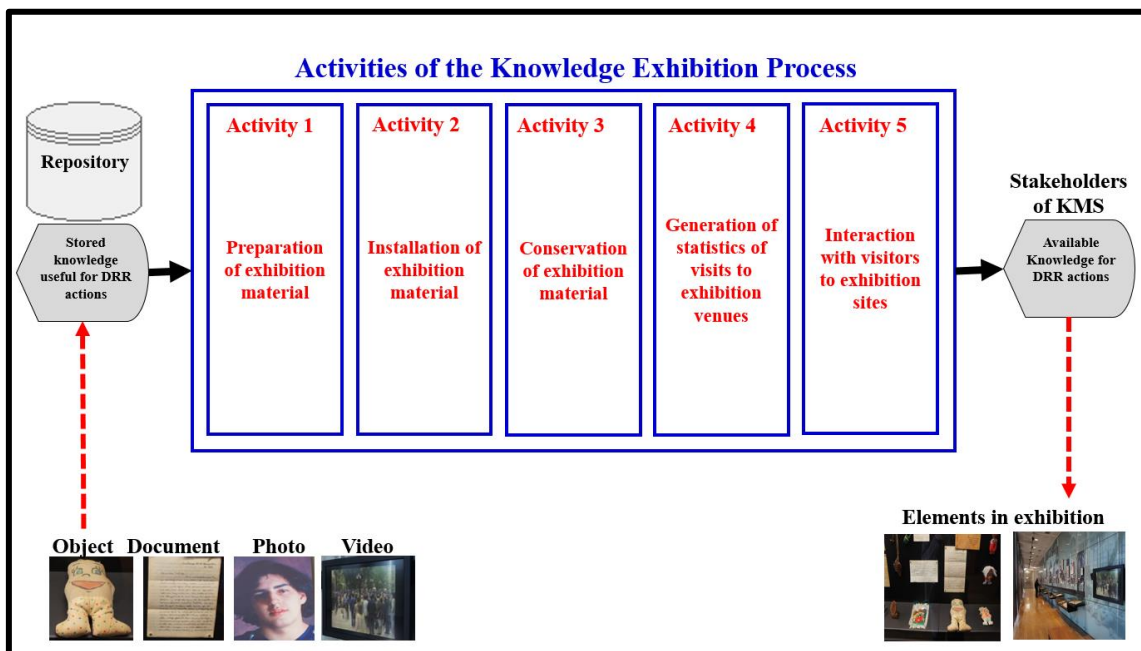 Activities of the Knowledge Exhibition Process
Repository
Stored
knowledge
useful for DRR
actions
Activity 1
Preparation
of exhibition
material
Activity 2
Installation of
exhibition
material
Activity 3
Conservation
of exhibition
material
Activity 4
Generation of
statistics of
visits to
exhibition
venues
Activity 5
Interaction
with visitors
to exhibition
sites
Stakeholders
of KMS
Available
Knowledge for
DRR actions
Object Document Photo Video
Elements in exhibition